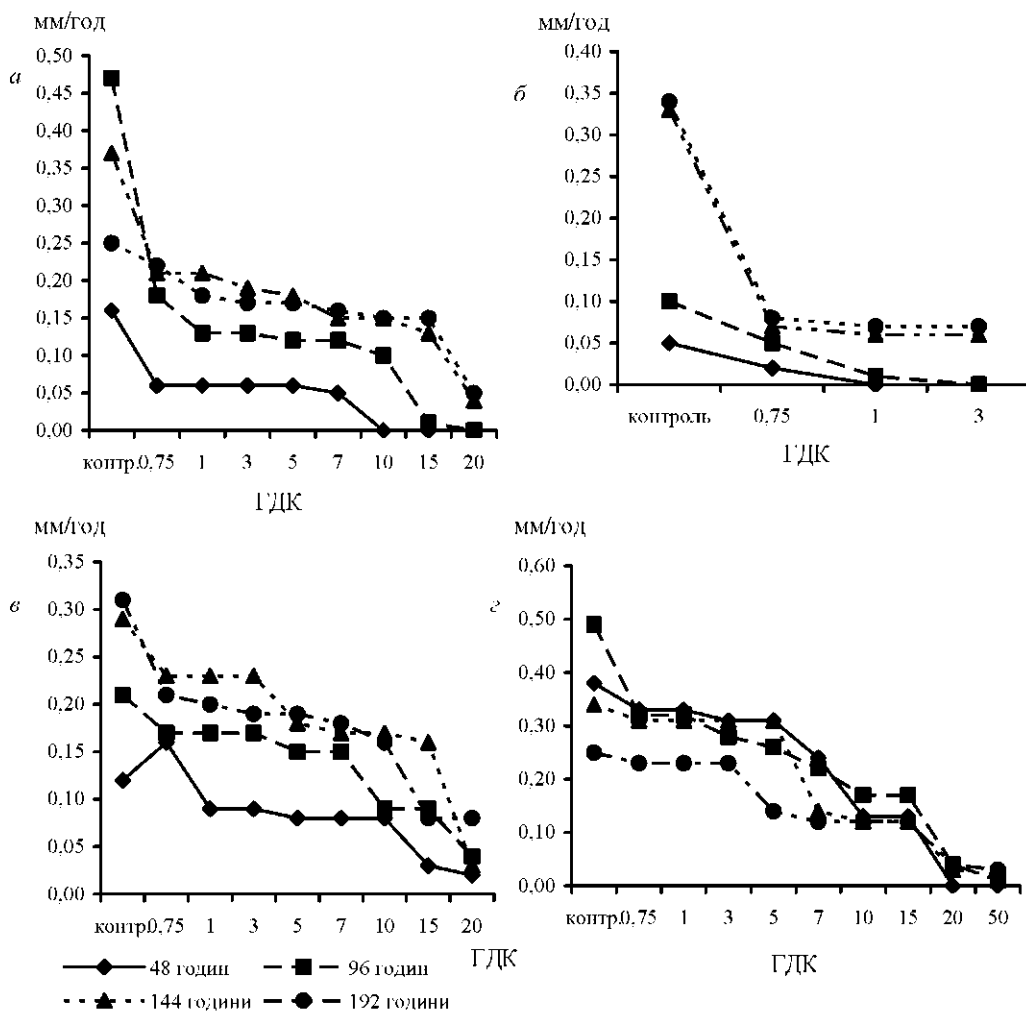 мм/год
а
0,50
0,45
0,40
0,35
0,30
0,25
0,20
0,15
0,10
0,05
0,00
контр. 0,75 1 3 5 7 10 15 20
ГДК
мм/год
б
0,40
0,35
0,30
0,25
0,20
0,15
0,10
0,05
0,00
контроль 0,75 1 3
ГДК
мм/год
в
0,35
0,30
0,25
0,20
0,15
0,10
0,05
0,00
контр. 0,75 1 3 5 7 10 15 20
ГДК
мм/год
г
0,60
0,50
0,40
0,30
0,20
0,10
0,00
контр. 0,75 1 3 5 7 10 15 20 50
ГДК
48 годин 96 годин
144 години 192 години